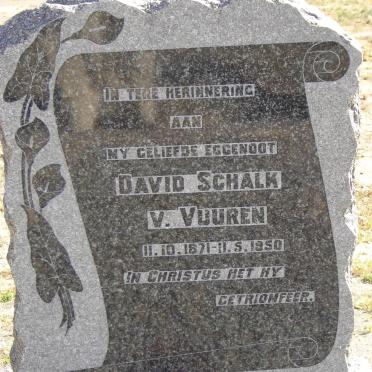 IN TERE HERINNERING
AAN
MY GELIEFDE EGGENOOT
DAVID SCHALK
V. VUUREN
11.10.1871-11.5.1950
IN CHRISTUS HET HY
GETRIOMFEER.